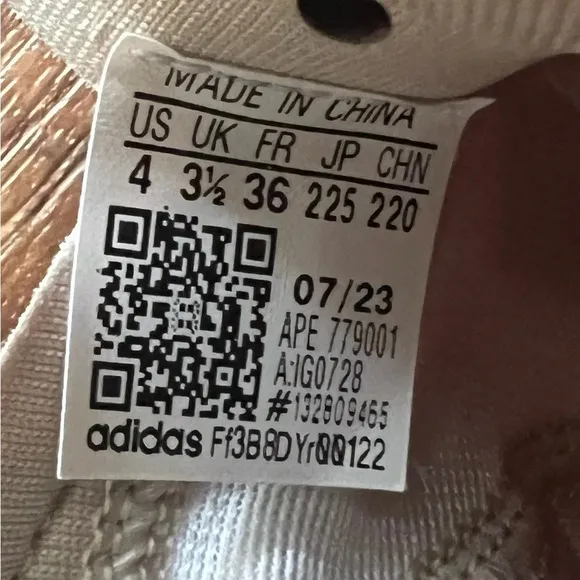 MADE IN CHINA
US UK FR JP CHN
4 3½ 36 225 220
07/23
APE 779001
A:IG0728
#132809465
adidas